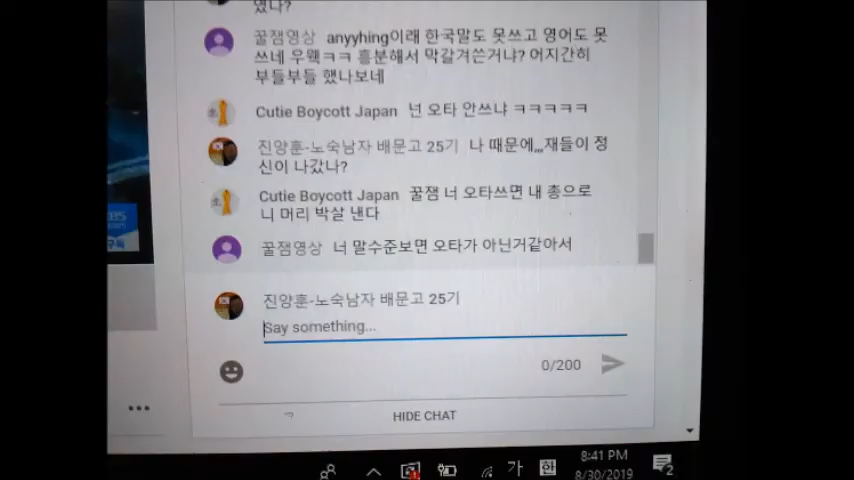 였나?
꿀잼영상 anyyhing이래 한국말도 못쓰고 영어도 못
쓰네 우웩ㅋㅋ 흥분해서 막갈겨쓴거냐? 어지간히
부들부들 했나보네
Cutie Boycott Japan 넌 오타 안쓰냐 ㅋㅋㅋㅋㅋ
진양훈-노숙남자 배문고 25기 나 때문에,,,재들이 정
신이 나갔나?
Cutie Boycott Japan 꿀잼 너 오타쓰면 내 총으로
니 머리 박살 낸다
꿀잼영상 너 말수준보면 오타가 아닌거같아서
진양훈-노숙남자 배문고 25기
Say something...
0/200
HIDE CHAT
가 한
8:41 PM
8/30/2019
2